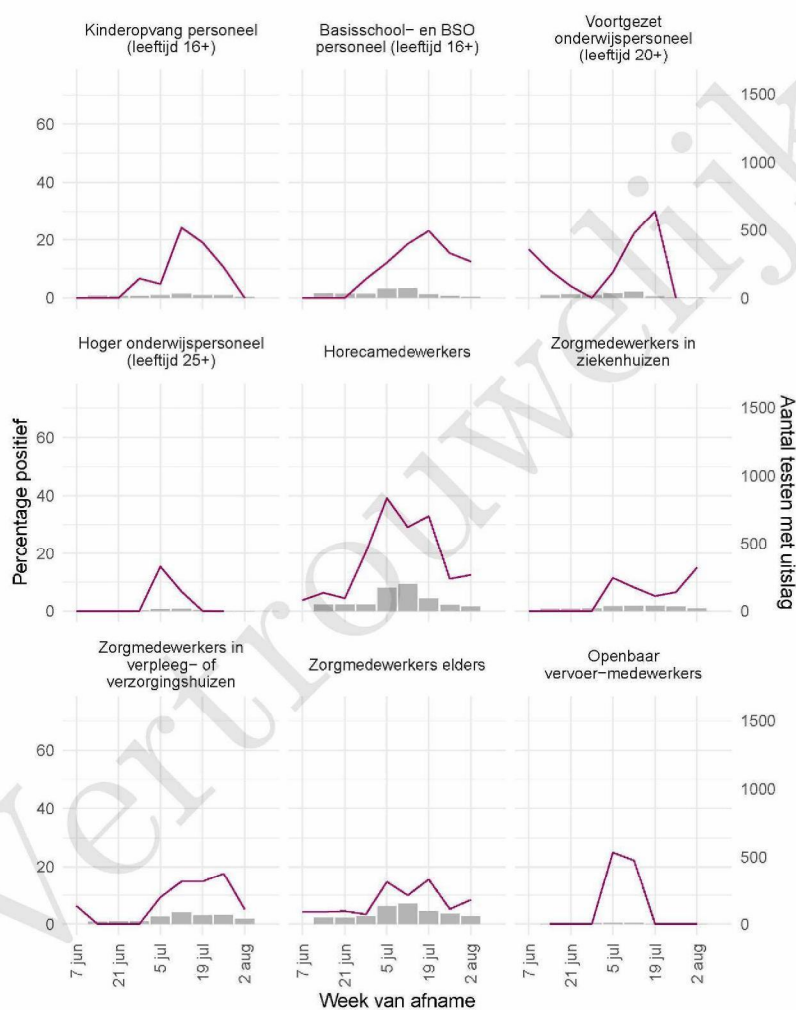 Kinderopvang personeel
(leeftijd 16+)
Basisschool- en BSO
personeel (leeftijd 16+)
Voortgezet
onderwijspersoneel
(leeftijd 20+)
60
40
20
0
1500
1000
500
0
Hoger onderwijspersoneel
(leeftijd 25+)
Horecamedewerkers
Zorgmedewerkers in
ziekenhuizen
60
40
20
0
1500
1000
500
0
Percentage positief
Aantal testen met uitslag
Zorgmedewerkers in
verpleeg- of
verzorgingshuizen
Zorgmedewerkers elders
Openbaar
vervoer-medewerkers
60
40
20
0
1500
1000
500
0
7 jun
21 jun
5 jul
19 jul
2 aug
7 jun
21 jun
5 jul
19 jul
2 aug
7 jun
21 jun
5 jul
19 jul
2 aug
Week van afname
Vertrouwelijk